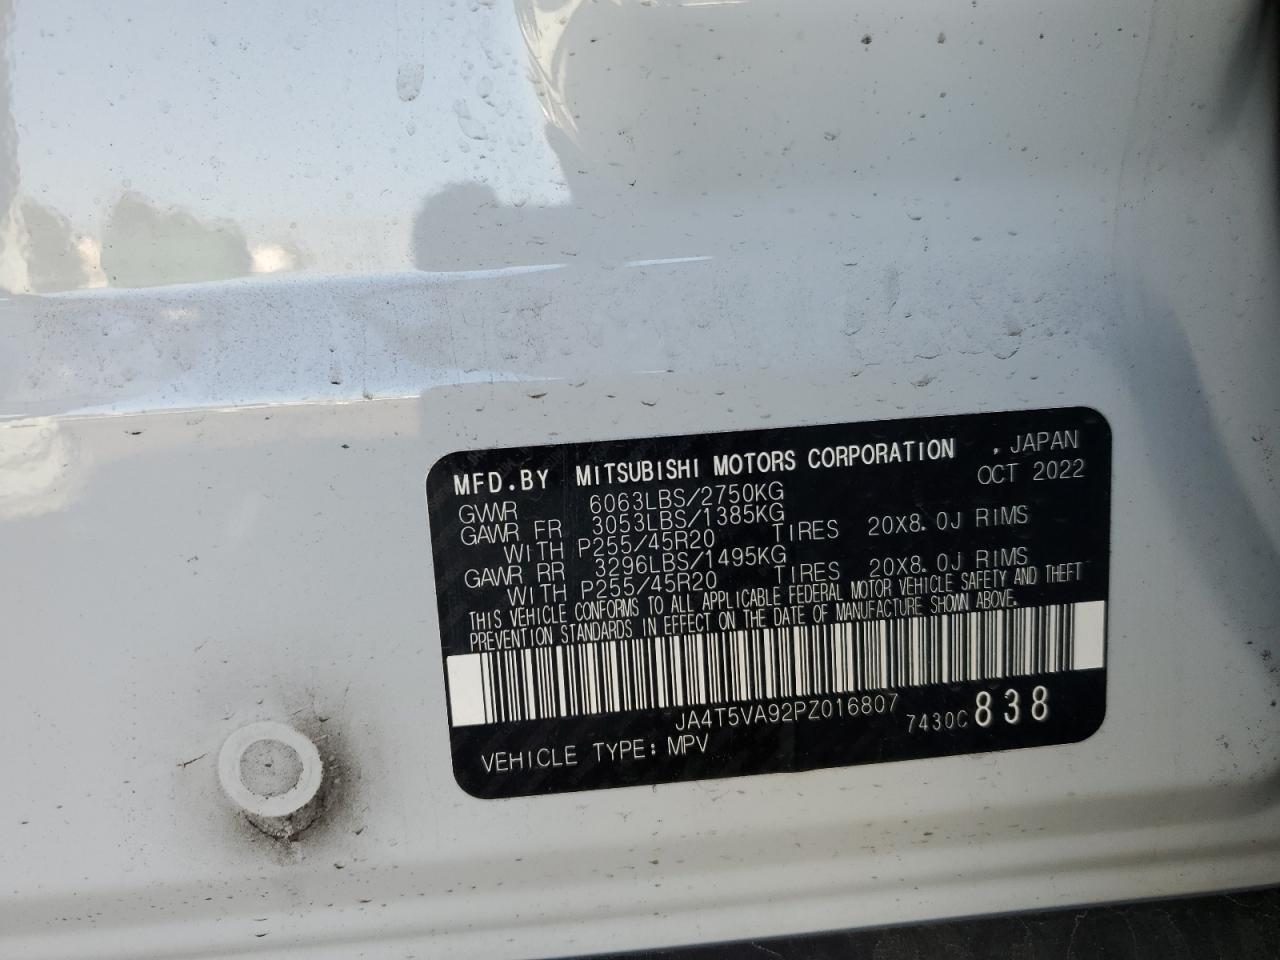 MFD.BY MITSUBISHI MOTORS CORPORATION , JAPAN
OCT 2022
GVWR 6063LBS/2750KG
GAWR FR 3053LBS/1385KG
WITH P255/45R20 TIRES 20X8.0J RIMS
GAWR RR 3296LBS/1495KG
WITH P255/45R20 TIRES 20X8.0J RIMS
THIS VEHICLE CONFORMS TO ALL APPLICABLE FEDERAL MOTOR VEHICLE SAFETY AND THEFT
PREVENTION STANDARDS IN EFFECT ON THE DATE OF MANUFACTURE SHOWN ABOVE.
JA4T5VA92PZ016807 7430C 838
VEHICLE TYPE: MPV